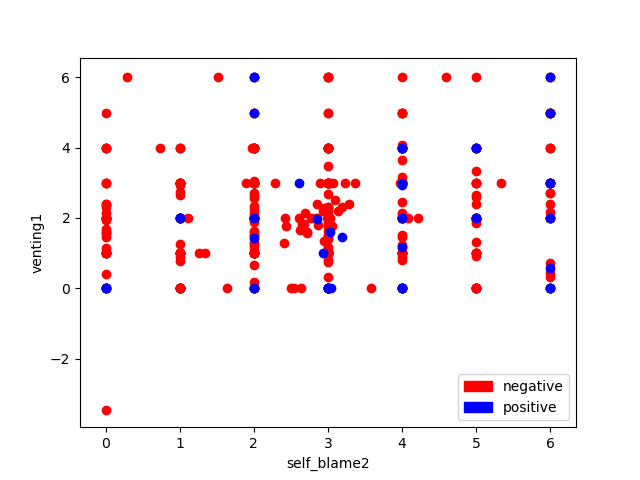 6
4
2
0
−2
venting1
0 1 2 3 4 5 6
self_blame2
negative
positive